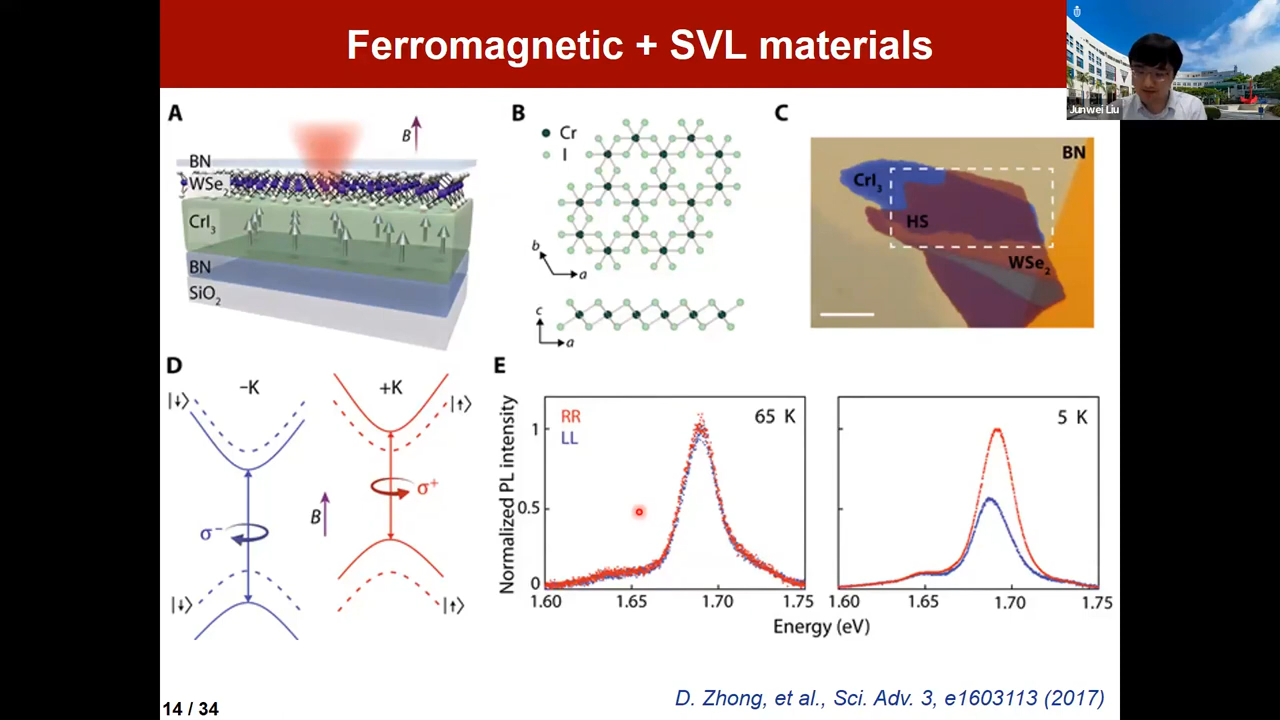 Ferromagnetic + SVL materials
Junwei Liu
A
B
BN
WSe2
CrI3
BN
SiO2
B
Cr
I
b
a
c
a
C
BN
CrI3
HS
WSe2
D
−K
+K
|↓⟩
|↑⟩
σ−
B
σ+
|↓⟩
|↑⟩
E
Normalized PL intensity
1
0.5
0
RR
LL
65 K
5 K
1.60 1.65 1.70 1.75
1.60 1.65 1.70 1.75
Energy (eV)
D. Zhong, et al., Sci. Adv. 3, e1603113 (2017)
14 / 34